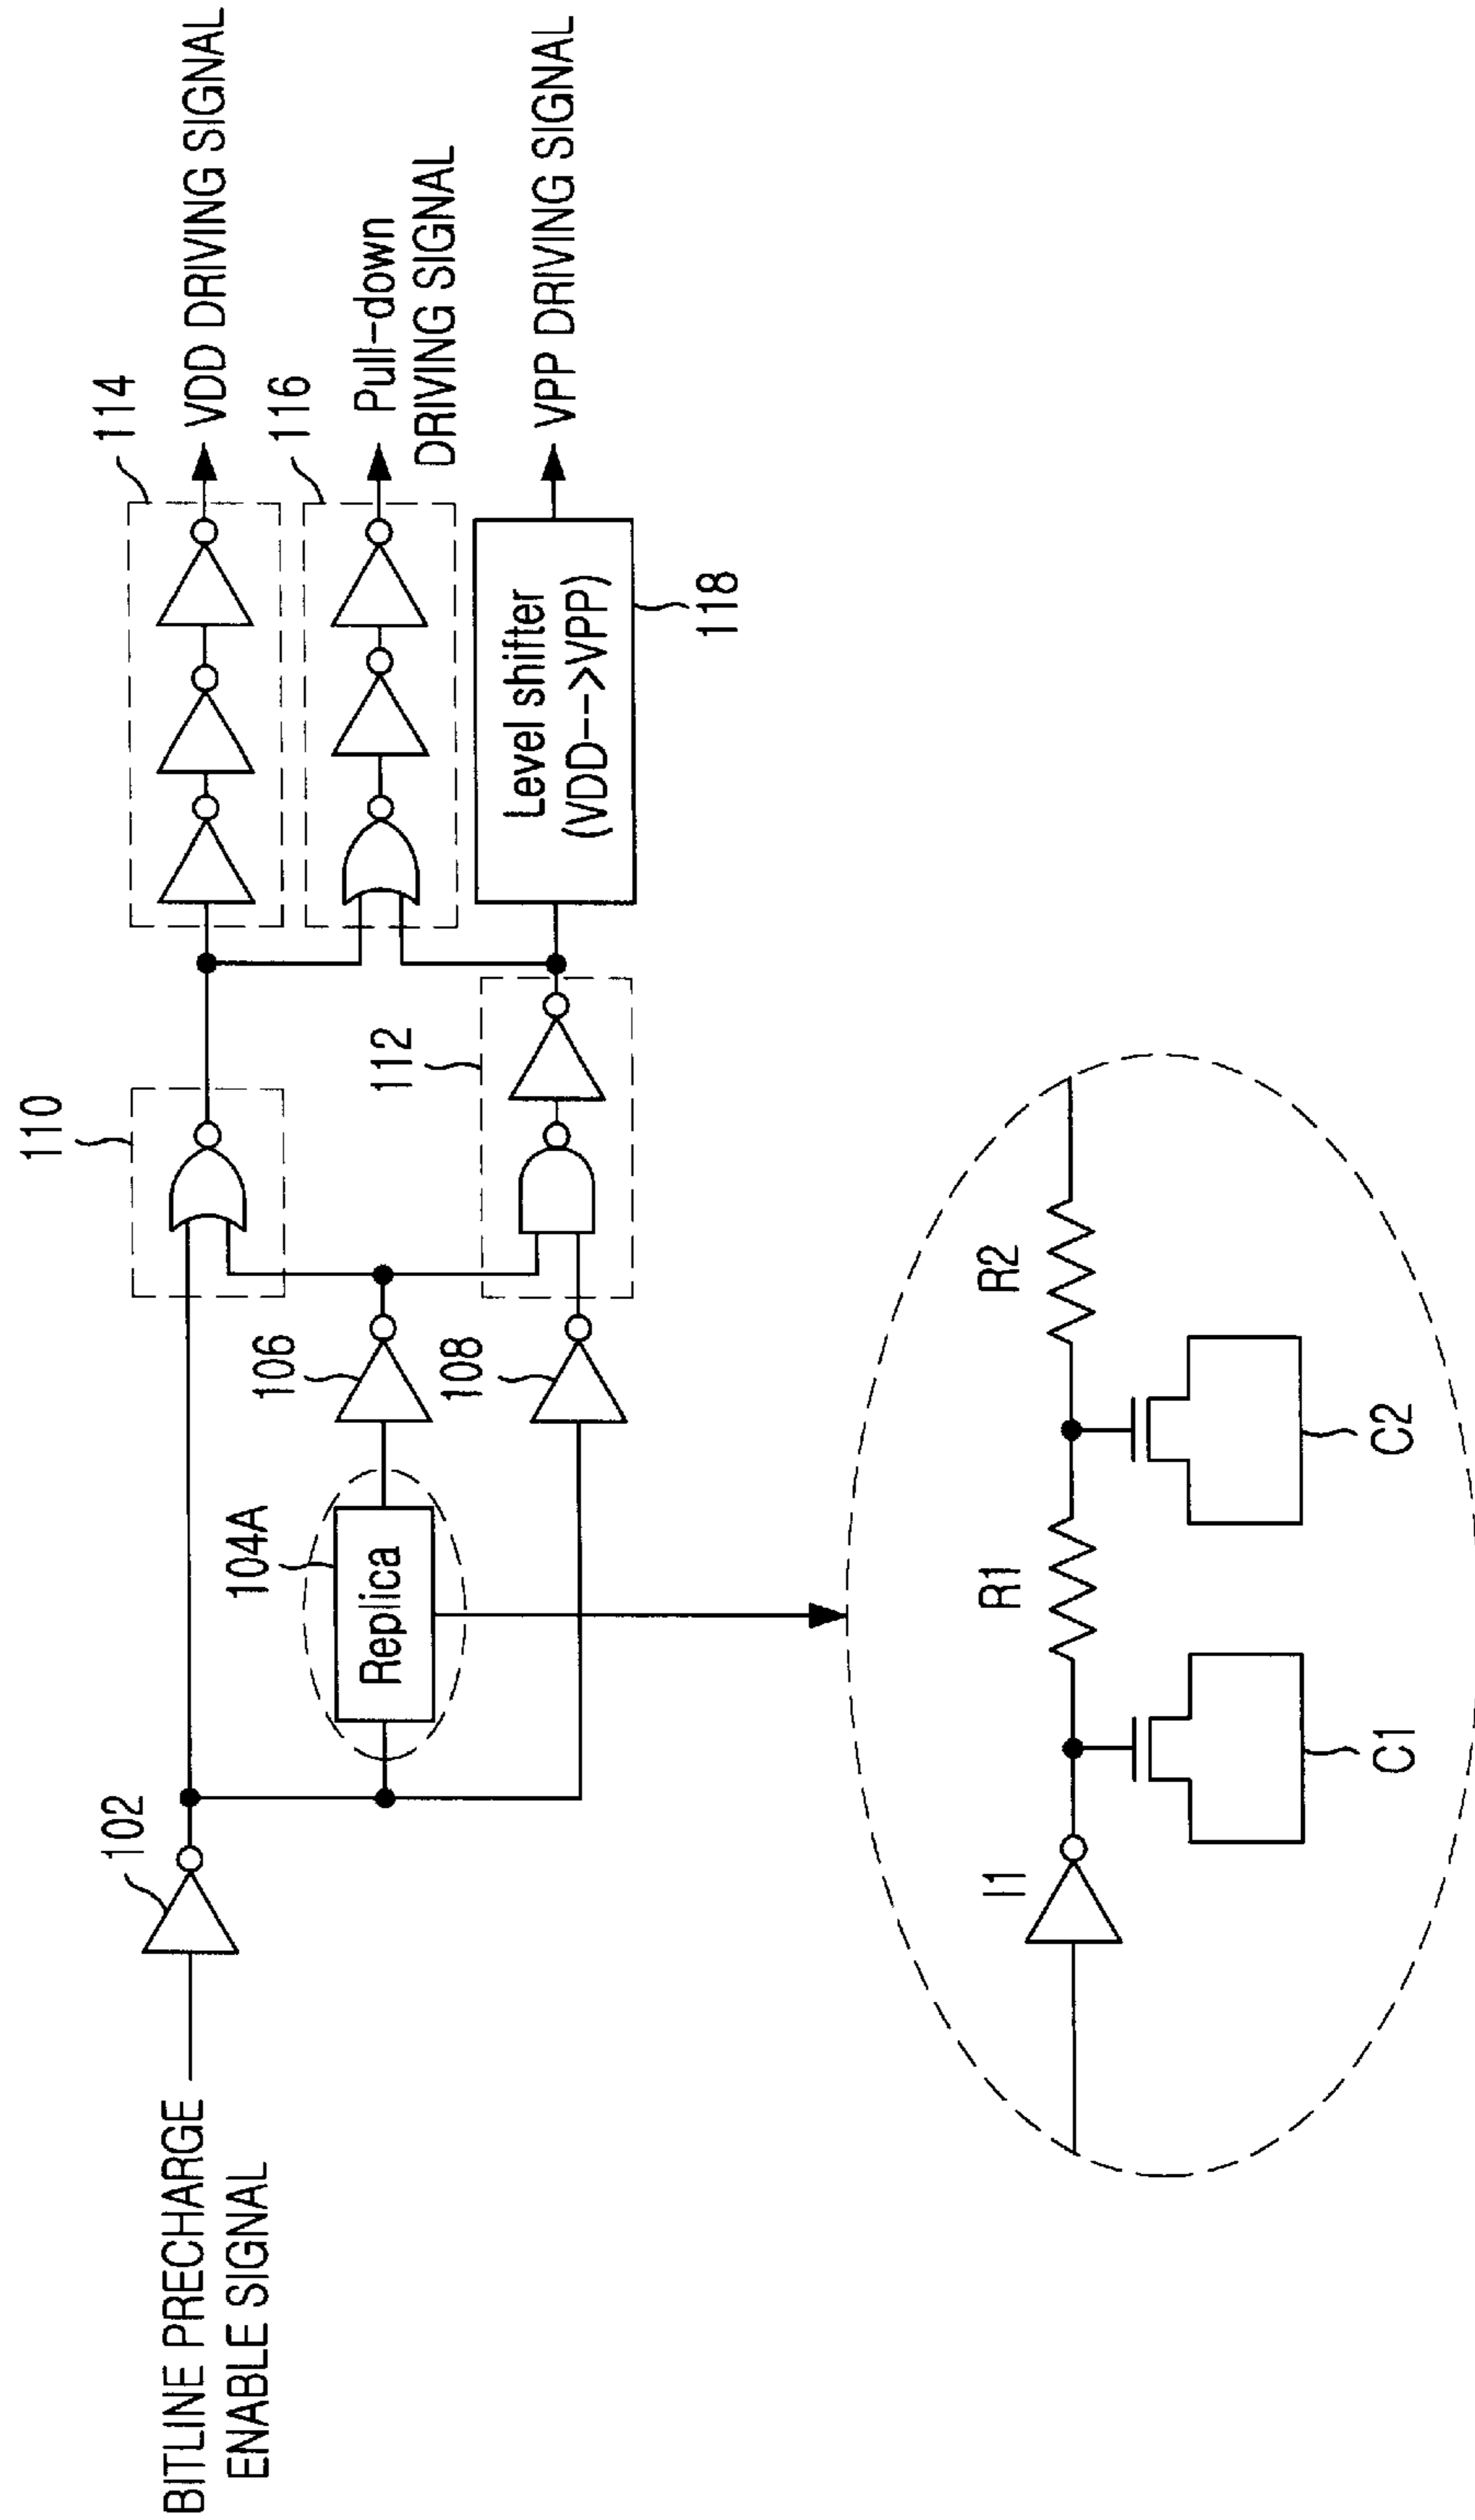 BITLINE PRECHARGE
ENABLE SIGNAL
102
104A
Replica
106
108
110
112
114
116
VDD DRIVING SIGNAL
Pull-down
DRIVING SIGNAL
Level shifter
(VDD-->VPP)
118
VPP DRIVING SIGNAL
I1
R1
R2
C1
C2